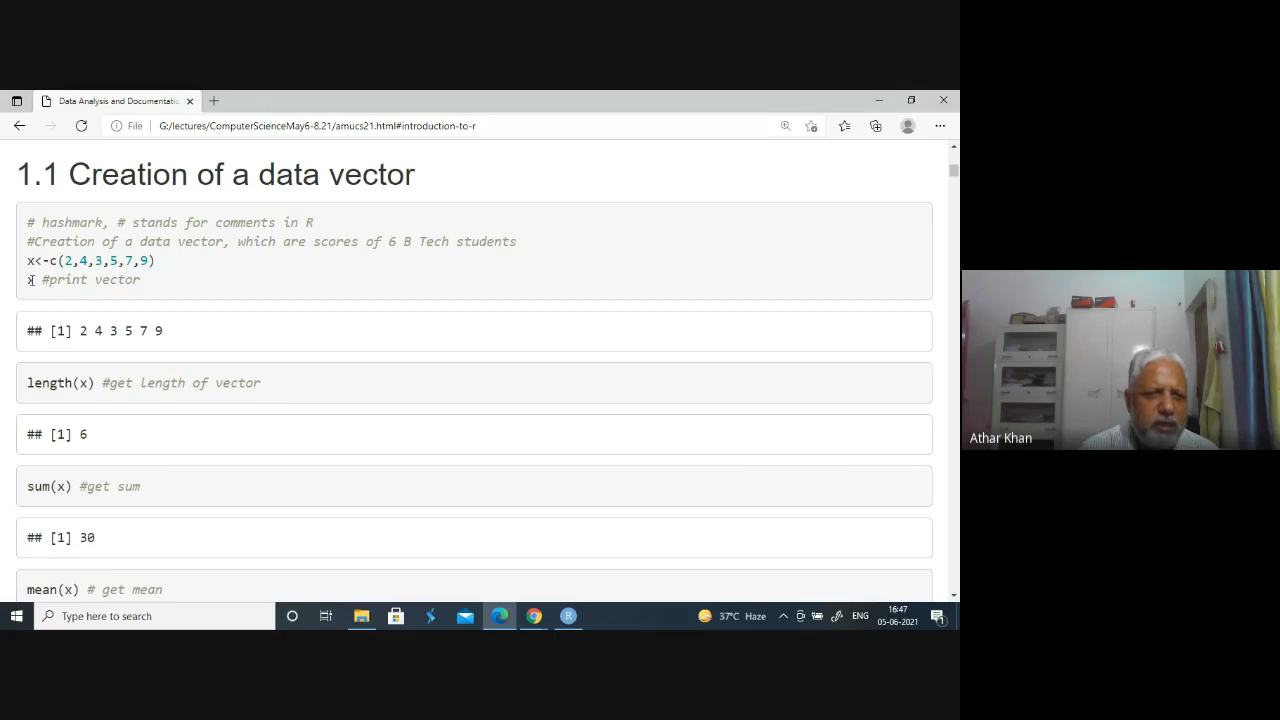 Data Analysis and Documentatic
File
G:/lectures/ComputerScienceMay6-8.21/amucs21.html#introduction-to-r
1.1 Creation of a data vector
# hashmark, # stands for comments in R
#Creation of a data vector, which are scores of 6 B Tech students
x<-c(2,4,3,5,7,9)
x #print vector
## [1] 2 4 3 5 7 9
length(x) #get length of vector
## [1] 6
sum(x) #get sum
## [1] 30
mean(x) # get mean
Athar Khan
Type here to search
37°C Haze
ENG
16:47
05-06-2021
1